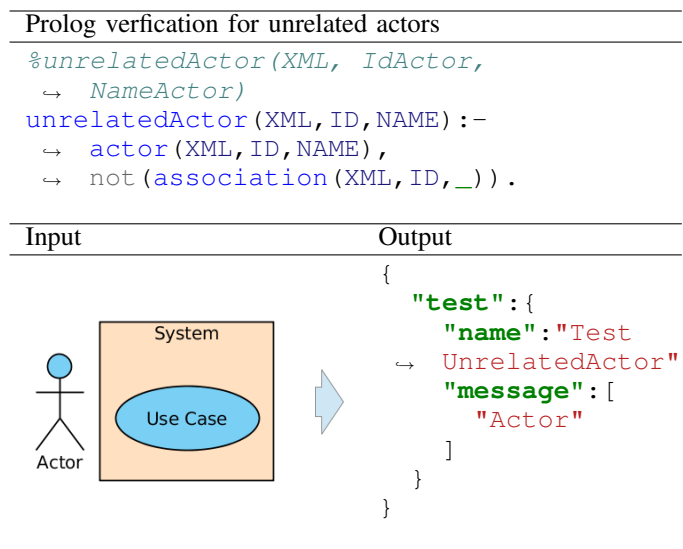 Prolog verfication for unrelated actors
%unrelatedActor(XML, IdActor,
↪ NameActor)
unrelatedActor(XML,ID,NAME):-
↪ actor(XML,ID,NAME),
↪ not(association(XML,ID,_)).
Input Output
System
Use Case
Actor
{
"test":{
"name":"Test
↪ UnrelatedActor"
"message":[
"Actor"
]
}
}